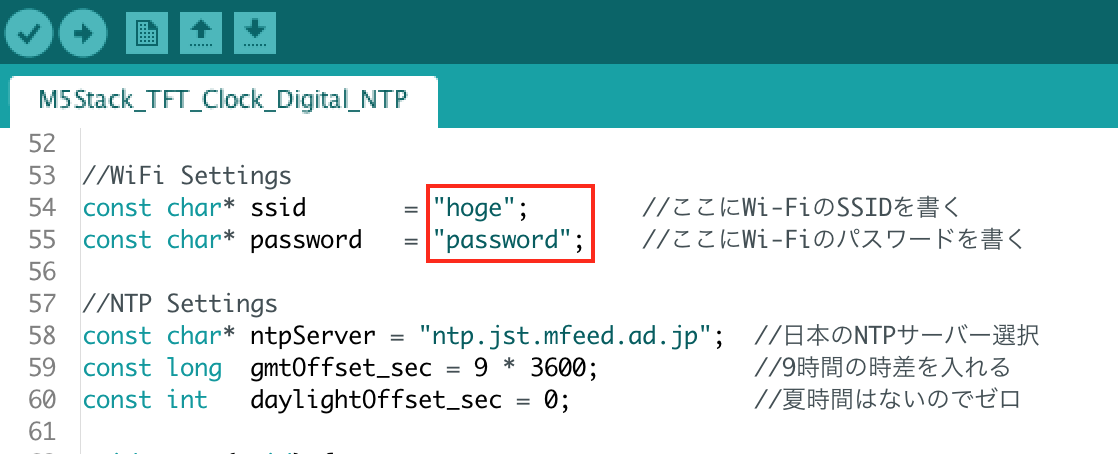 M5Stack_TFT_Clock_Digital_NTP
52
53 //WiFi Settings
54 const char* ssid = "hoge"; //ここにWi-FiのSSIDを書く
55 const char* password = "password"; //ここにWi-Fiのパスワードを書く
56
57 //NTP Settings
58 const char* ntpServer = "ntp.jst.mfeed.ad.jp"; //日本のNTPサーバー選択
59 const long gmtOffset_sec = 9 * 3600; //9時間の時差を入れる
60 const int daylightOffset_sec = 0; //夏時間はないのでゼロ
61